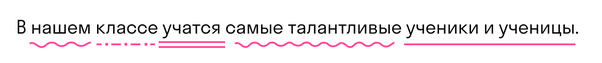 В нашем классе учатся самые талантливые ученики и ученицы.